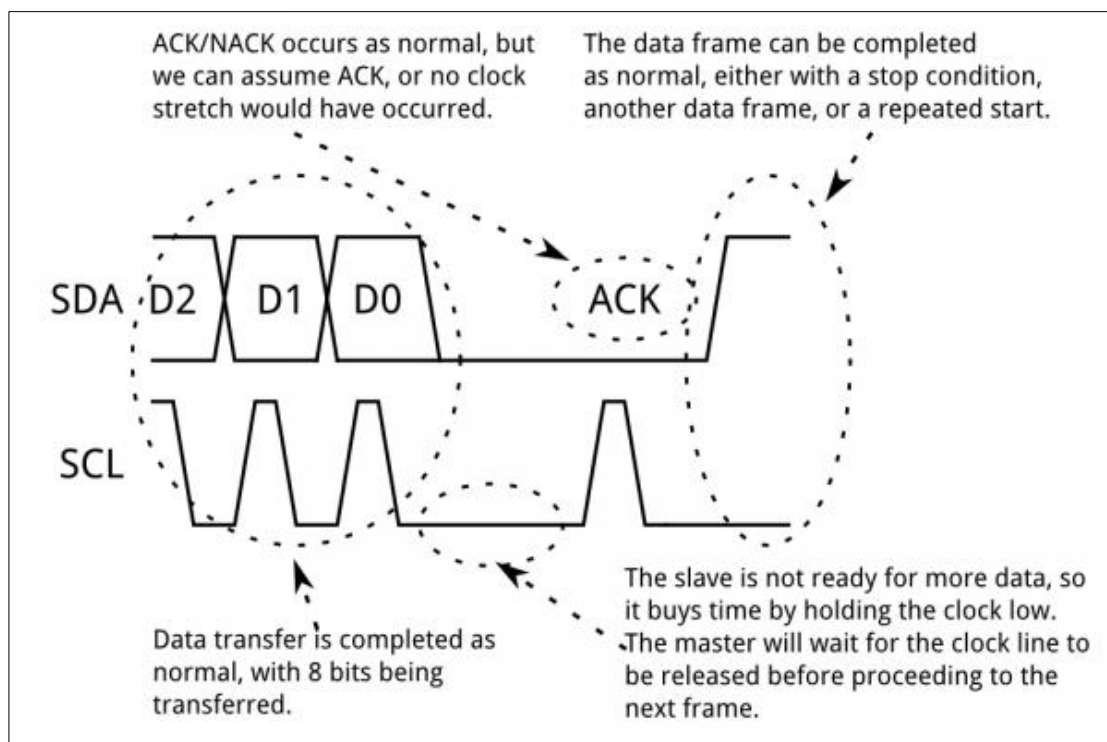 ACK/NACK occurs as normal, but
we can assume ACK, or no clock
stretch would have occurred.
The data frame can be completed
as normal, either with a stop condition,
another data frame, or a repeated start.
SDA D2 D1 D0 ACK
SCL
Data transfer is completed as
normal, with 8 bits being
transferred.
The slave is not ready for more data, so
it buys time by holding the clock low.
The master will wait for the clock line to
be released before proceeding to the
next frame.